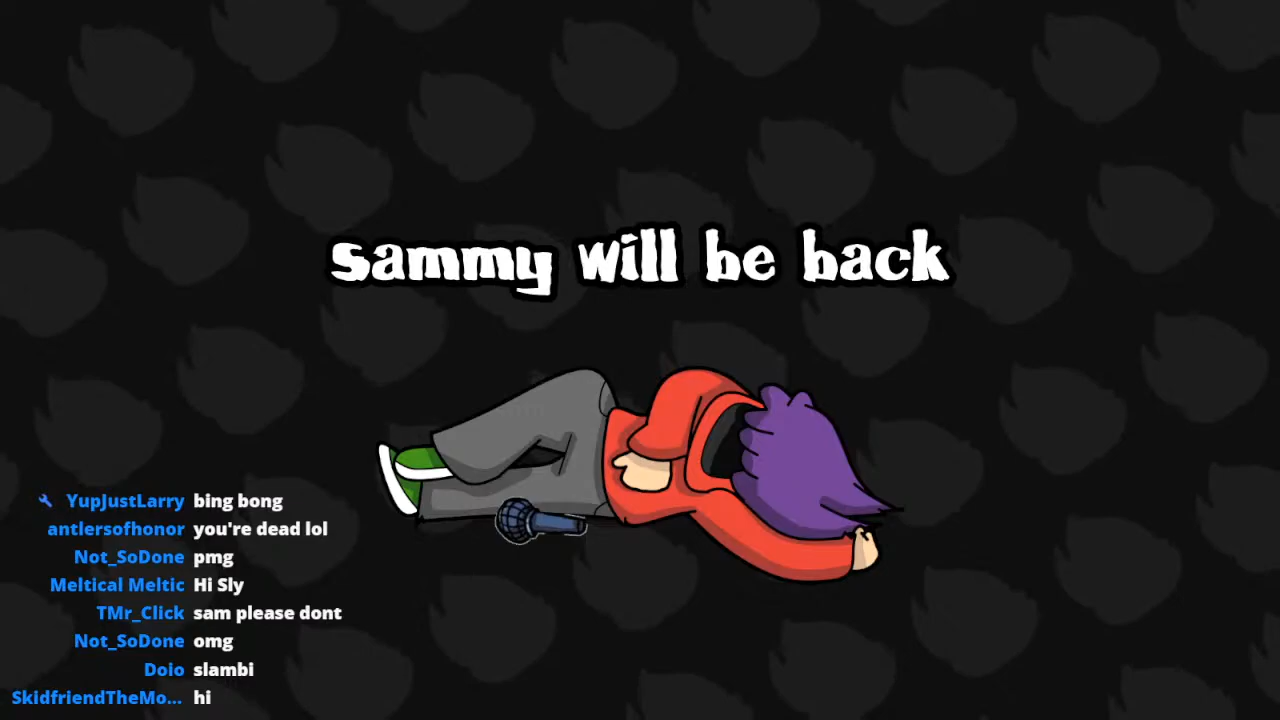 sammy will be back
YupJustLarry bing bong
antlersofhonor you're dead lol
Not_SoDone pmg
Meltical Meltic Hi Sly
TMr_Click sam please dont
Not_SoDone omg
Doio slambi
SkidfriendTheMo... hi